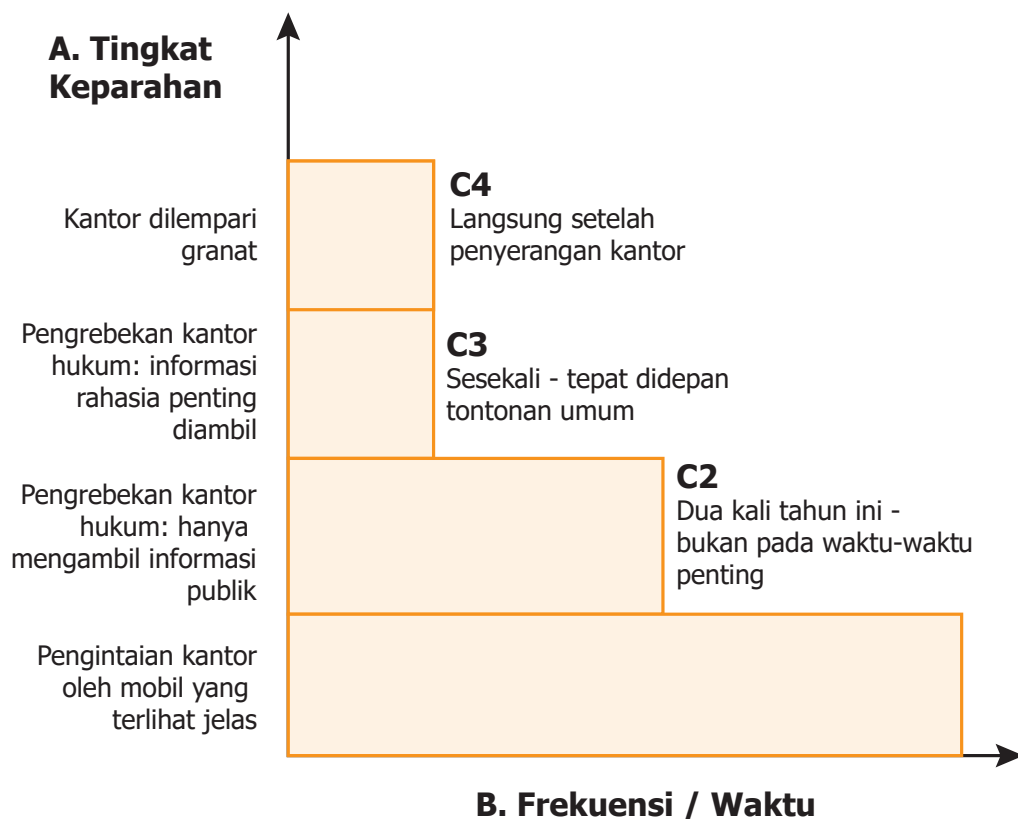 A. Tingkat
Keparahan
Kantor dilempari
granat
C4
Langsung setelah
penyerangan kantor
Pengrebekan kantor
hukum: informasi
rahasia penting
diambil
C3
Sesekali - tepat didepan
tontonan umum
Pengrebekan kantor
hukum: hanya
mengambil informasi
publik
C2
Dua kali tahun ini -
bukan pada waktu-waktu
penting
Pengintaian kantor
oleh mobil yang
terlihat jelas
B. Frekuensi / Waktu